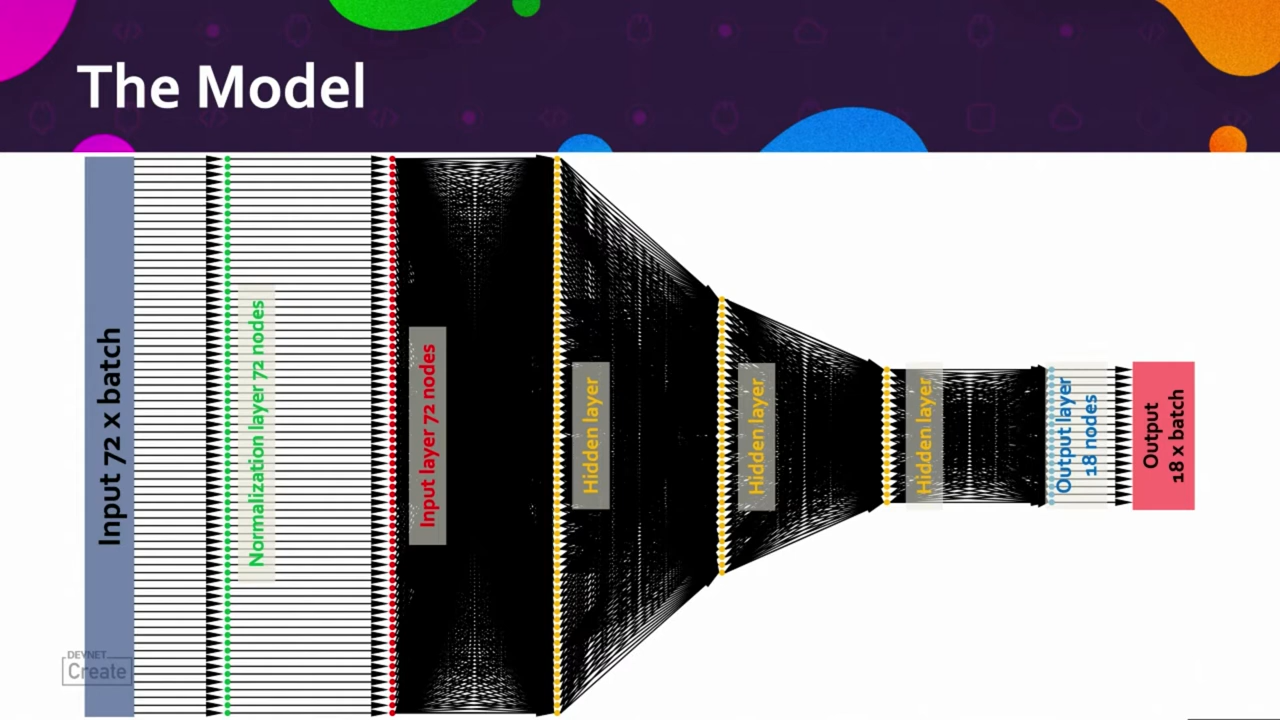 The Model
Input 72 x batch
Normalization layer 72 nodes
Input layer 72 nodes
Hidden layer
Hidden layer
Hidden layer
Output layer
18 nodes
Output
18 x batch
DEVNET
Create